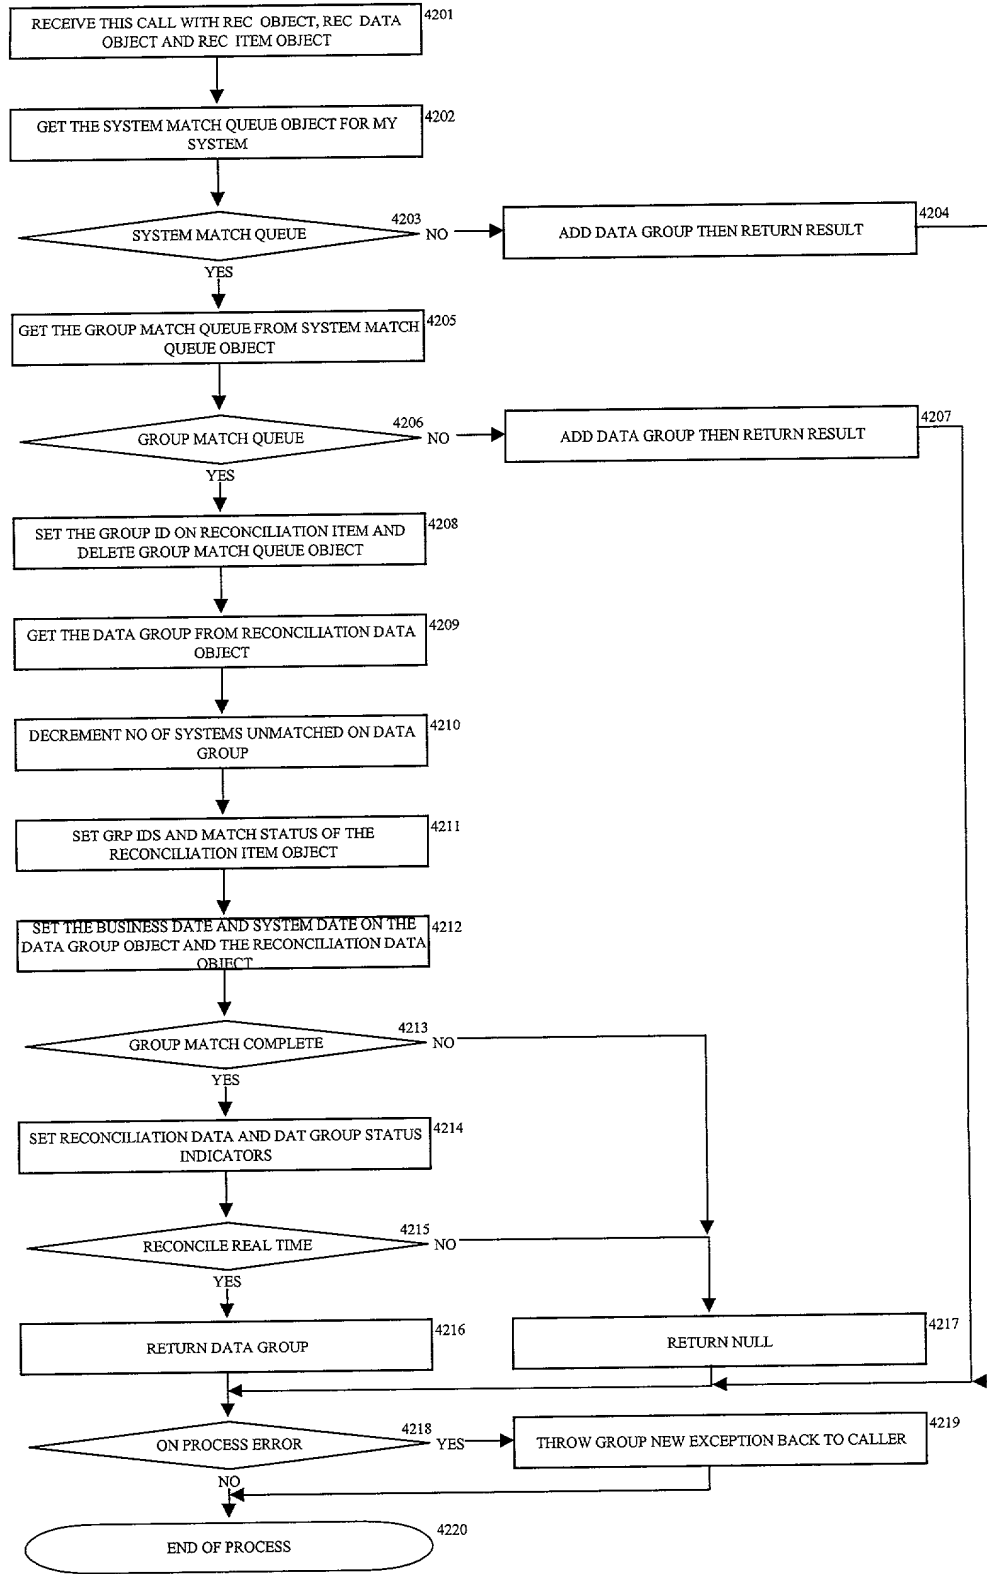 RECEIVE THIS CALL WITH REC OBJECT, REC DATA
OBJECT AND REC ITEM OBJECT
4201
GET THE SYSTEM MATCH QUEUE OBJECT FOR MY
SYSTEM
4202
SYSTEM MATCH QUEUE
4203
NO
ADD DATA GROUP THEN RETURN RESULT
4204
YES
GET THE GROUP MATCH QUEUE FROM SYSTEM MATCH
QUEUE OBJECT
4205
GROUP MATCH QUEUE
4206
NO
ADD DATA GROUP THEN RETURN RESULT
4207
YES
SET THE GROUP ID ON RECONCILIATION ITEM AND
DELETE GROUP MATCH QUEUE OBJECT
4208
GET THE DATA GROUP FROM RECONCILIATION DATA
OBJECT
4209
DECREMENT NO OF SYSTEMS UNMATCHED ON DATA
GROUP
4210
SET GRP IDS AND MATCH STATUS OF THE
RECONCILIATION ITEM OBJECT
4211
SET THE BUSINESS DATE AND SYSTEM DATE ON THE
DATA GROUP OBJECT AND THE RECONCILIATION DATA
OBJECT
4212
GROUP MATCH COMPLETE
4213
NO
YES
SET RECONCILIATION DATA AND DAT GROUP STATUS
INDICATORS
4214
RECONCILE REAL TIME
4215
NO
YES
RETURN DATA GROUP
4216
RETURN NULL
4217
ON PROCESS ERROR
4218
YES
THROW GROUP NEW EXCEPTION BACK TO CALLER
4219
NO
END OF PROCESS
4220